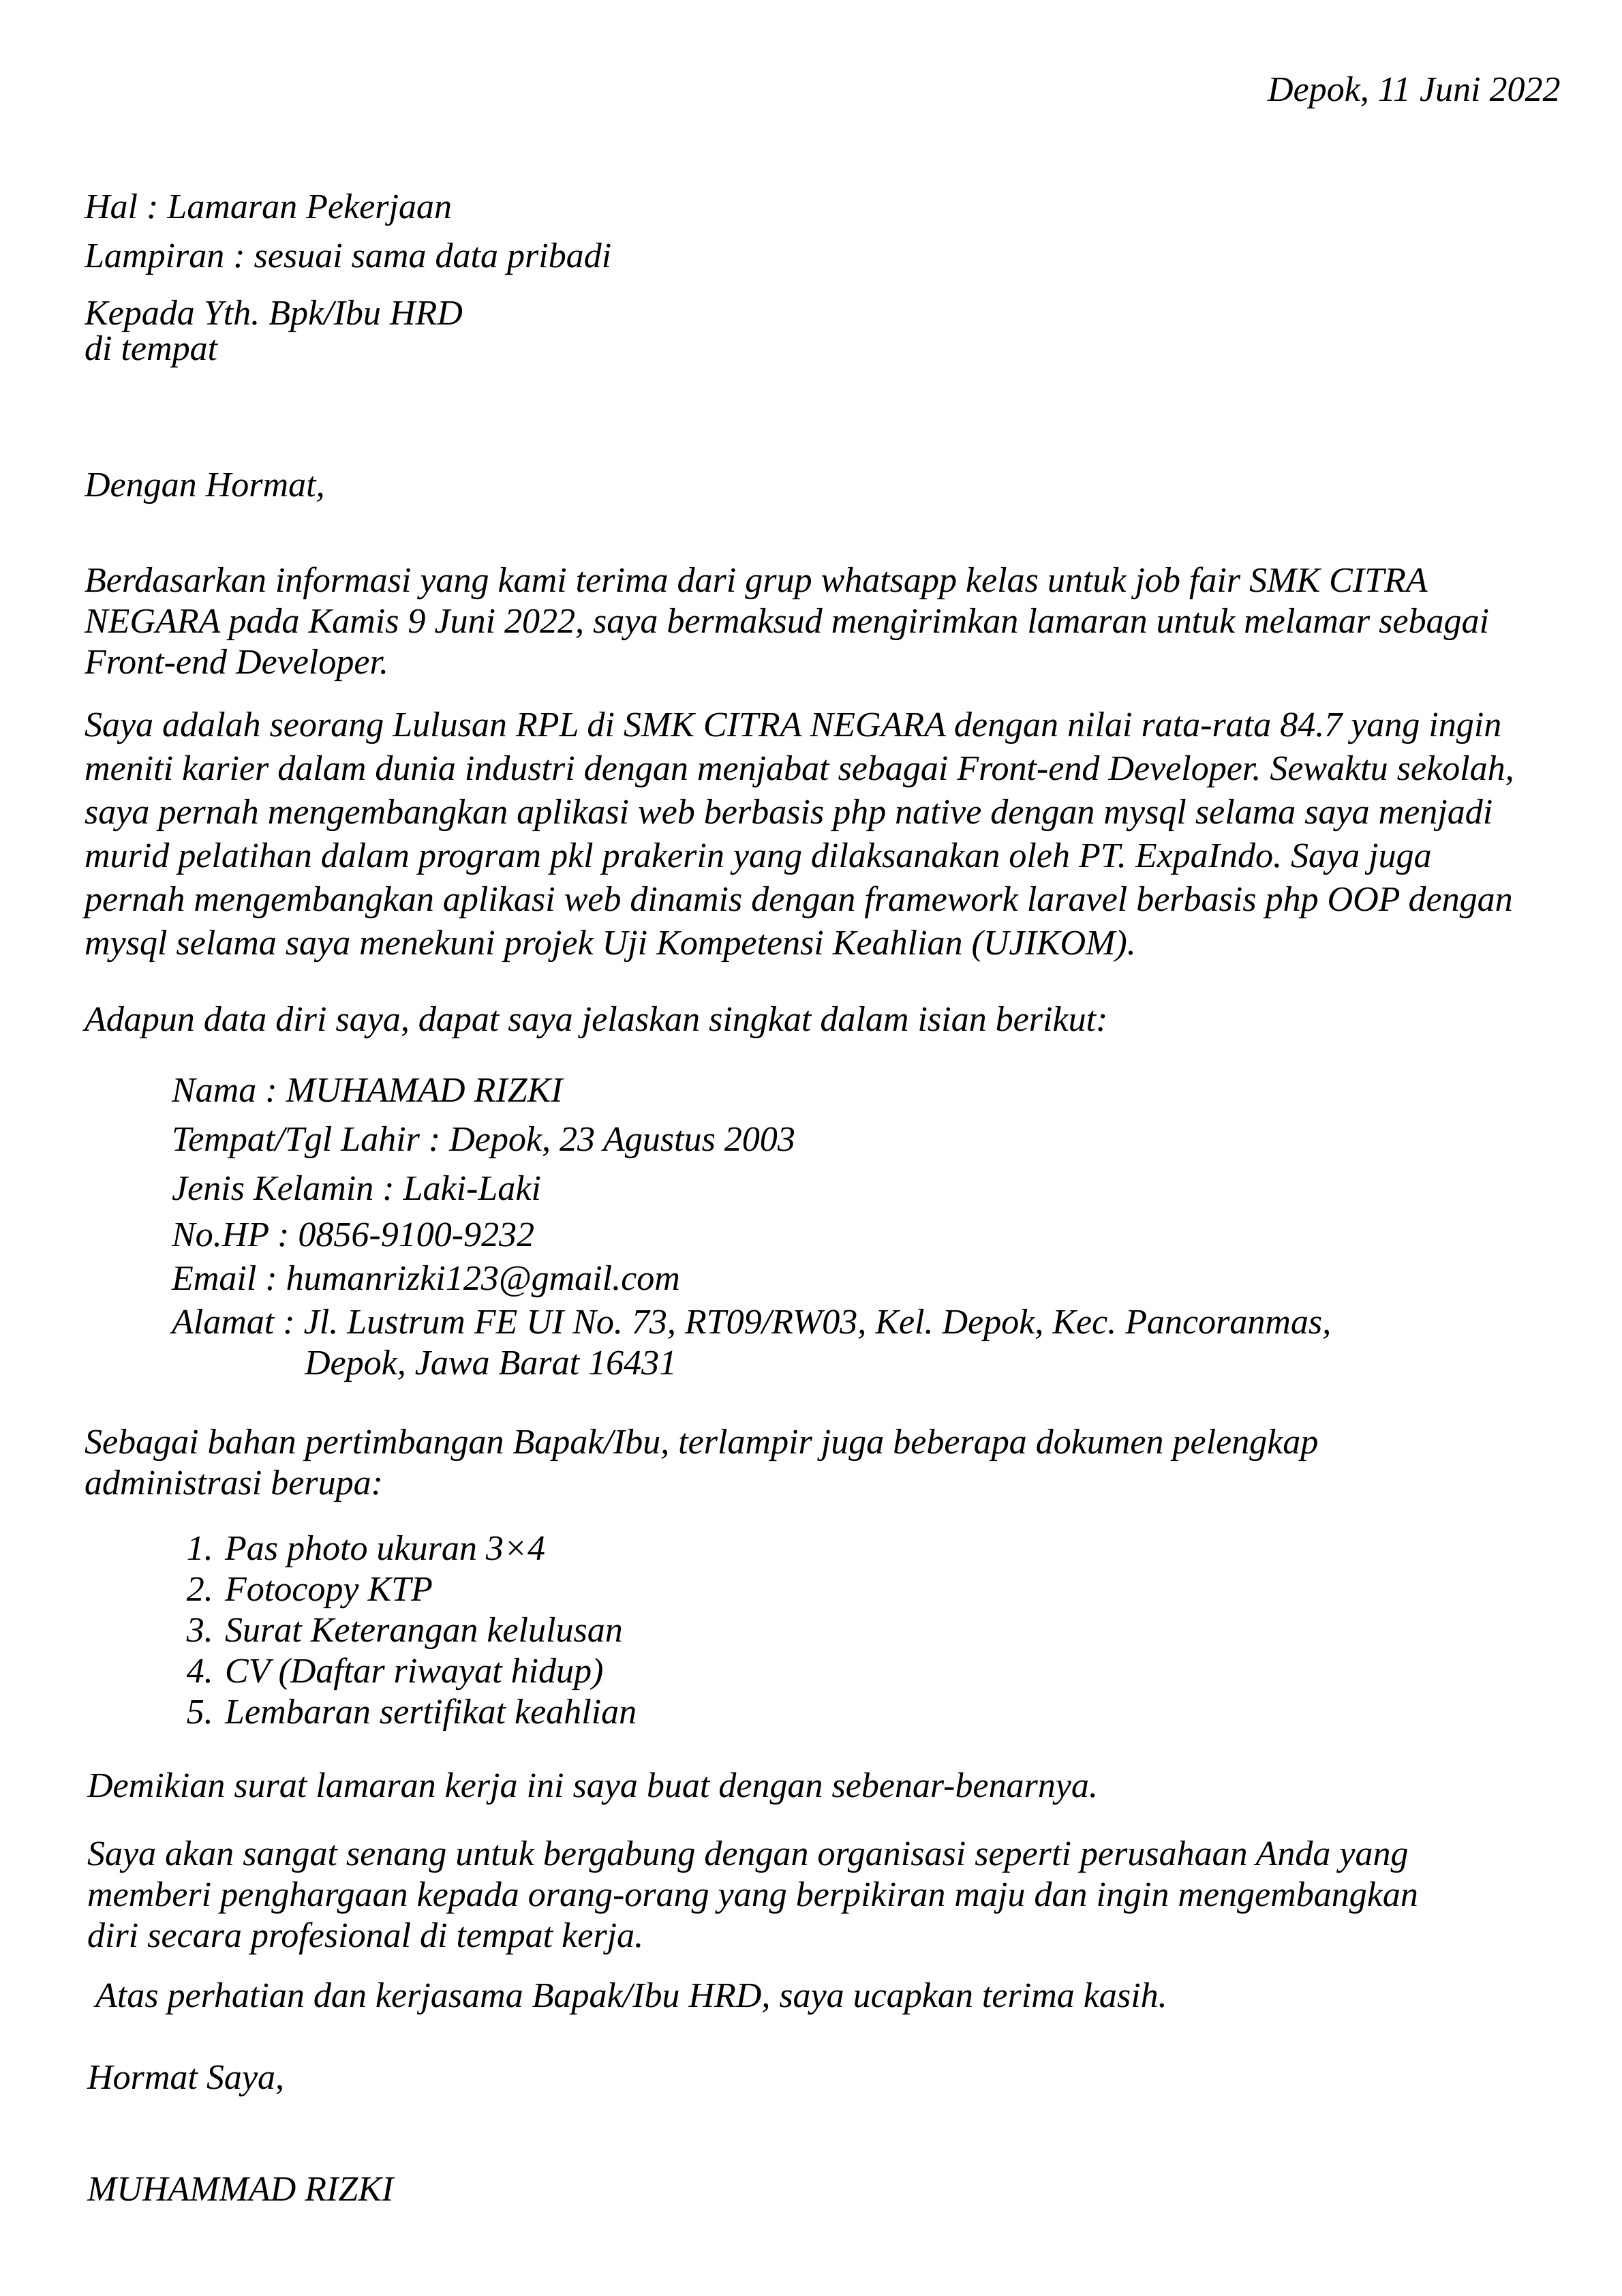 Depok, 11 Juni 2022
Hal : Lamaran Pekerjaan
Lampiran : sesuai sama data pribadi
Kepada Yth. Bpk/Ibu HRD
di tempat
Dengan Hormat,
Berdasarkan informasi yang kami terima dari grup whatsapp kelas untuk job fair SMK CITRA
NEGARA pada Kamis 9 Juni 2022, saya bermaksud mengirimkan lamaran untuk melamar sebagai
Front-end Developer.
Saya adalah seorang Lulusan RPL di SMK CITRA NEGARA dengan nilai rata-rata 84.7 yang ingin
meniti karier dalam dunia industri dengan menjabat sebagai Front-end Developer. Sewaktu sekolah,
saya pernah mengembangkan aplikasi web berbasis php native dengan mysql selama saya menjadi
murid pelatihan dalam program pkl prakerin yang dilaksanakan oleh PT. ExpaIndo. Saya juga
pernah mengembangkan aplikasi web dinamis dengan framework laravel berbasis php OOP dengan
mysql selama saya menekuni projek Uji Kompetensi Keahlian (UJIKOM).
Adapun data diri saya, dapat saya jelaskan singkat dalam isian berikut:
Nama : MUHAMAD RIZKI
Tempat/Tgl Lahir : Depok, 23 Agustus 2003
Jenis Kelamin : Laki-Laki
No.HP : 0856-9100-9232
Email : humanrizki123@gmail.com
Alamat : Jl. Lustrum FE UI No. 73, RT09/RW03, Kel. Depok, Kec. Pancoranmas,
Depok, Jawa Barat 16431
Sebagai bahan pertimbangan Bapak/Ibu, terlampir juga beberapa dokumen pelengkap
administrasi berupa:
1. Pas photo ukuran 3×4
2. Fotocopy KTP
3. Surat Keterangan kelulusan
4. CV (Daftar riwayat hidup)
5. Lembaran sertifikat keahlian
Demikian surat lamaran kerja ini saya buat dengan sebenar-benarnya.
Saya akan sangat senang untuk bergabung dengan organisasi seperti perusahaan Anda yang
memberi penghargaan kepada orang-orang yang berpikiran maju dan ingin mengembangkan
diri secara profesional di tempat kerja.
Atas perhatian dan kerjasama Bapak/Ibu HRD, saya ucapkan terima kasih.
Hormat Saya,
MUHAMMAD RIZKI